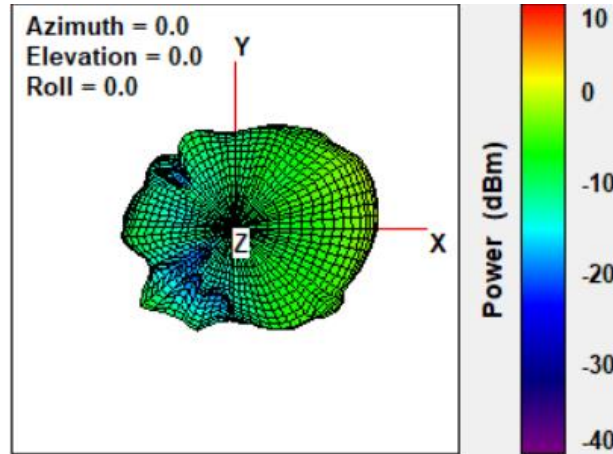 Azimuth = 0.0
Elevation = 0.0
Roll = 0.0
Y
X
Z
Power (dBm)
10
0
-10
-20
-30
-40